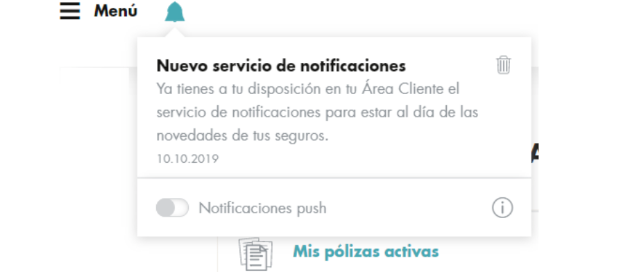 Menú
Nuevo servicio de notificaciones
Ya tienes a tu disposición en tu Área Cliente el
servicio de notificaciones para estar al día de las
novedades de tus seguros.
10.10.2019
Notificaciones push
Mis pólizas activas